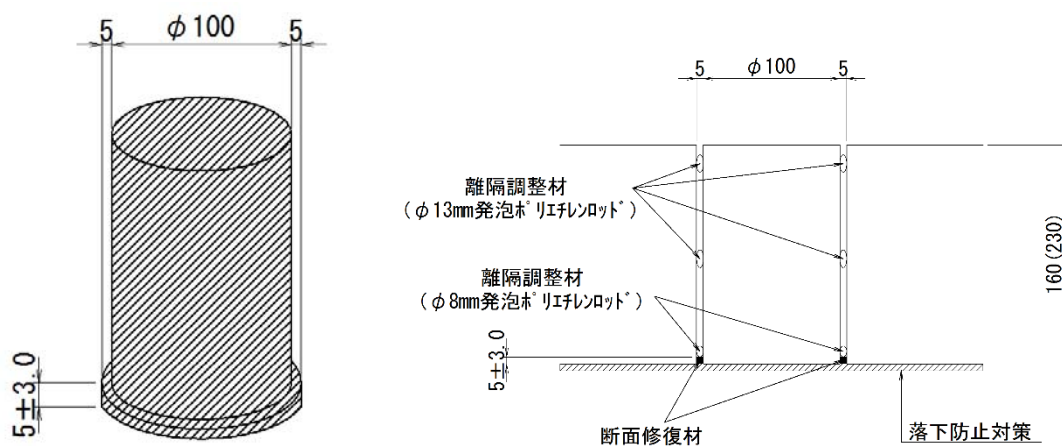 5 φ100 5
5±3.0
5 φ100 5
離隔調整材
(φ13mm発泡ポリエチレンロッド)
離隔調整材
(φ8mm発泡ポリエチレンロッド)
5±3.0
160(230)
断面修復材
落下防止対策